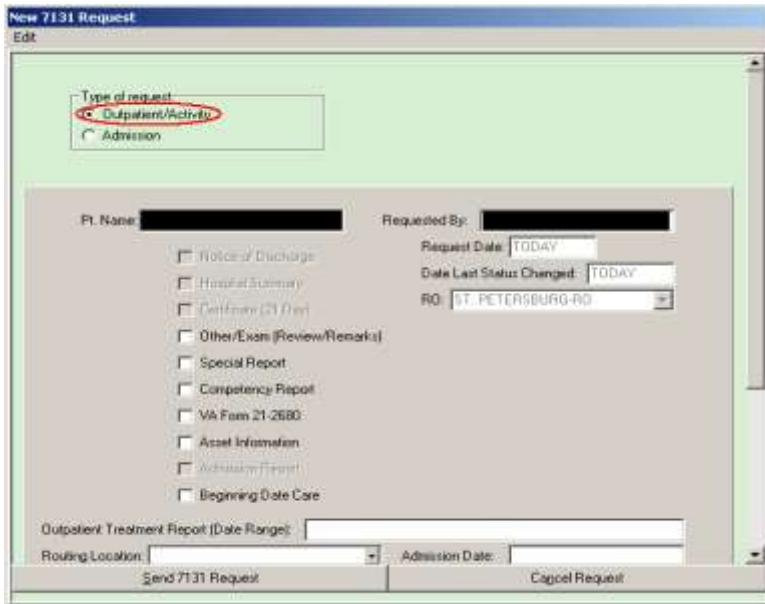 New 7131 Request
Edit
Type of request
Outpatient/Activity
Admission
Pt. Name:
Requested By:
Request Date: TODAY
Notice of Discharge
Date Last Status Changed: TODAY
Hospital Summary
RO: ST. PETERSBURG-RO
Certificate (21 Day)
Other/Exam (Review/Remarks)
Special Report
Competency Report
VA Form 21-2680
Asset Information
Admission Report
Beginning Date Care
Outpatient Treatment Report (Date Range):
Routing Location:
Admission Date:
Send 7131 Request
Cancel Request